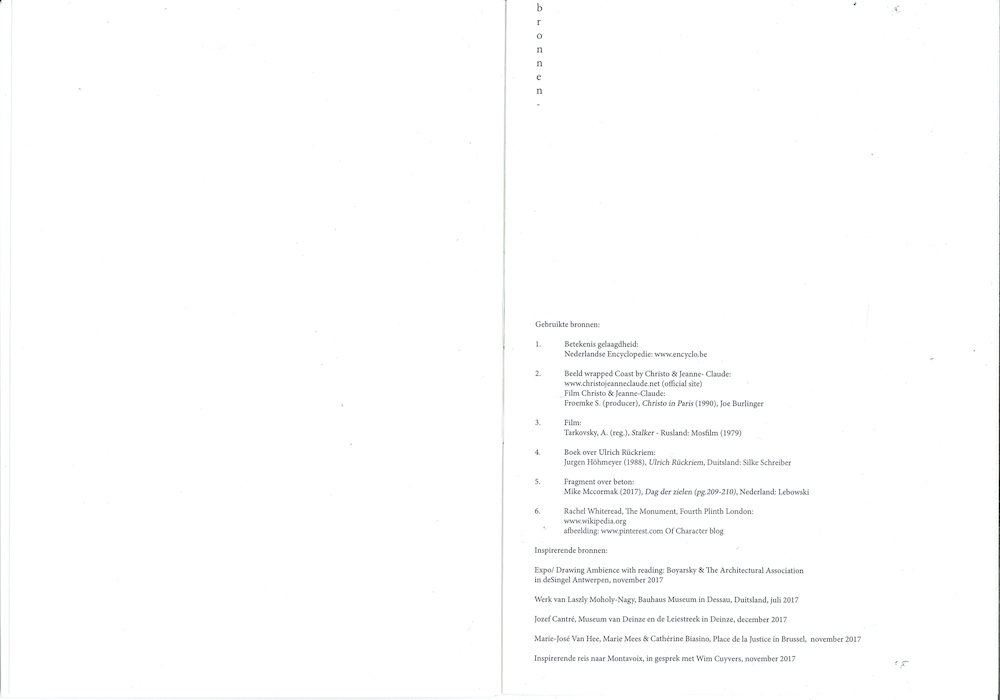 b
r
o
n
n
e
n
-
Gebruikte bronnen:
1. Betekenis gelaagdheid:
Nederlandse Encyclopedie: www.encyclo.be
2. Beeld wrapped Coast by Christo & Jeanne- Claude:
www.christojeanneclaude.net (official site)
Film Christo & Jeanne-Claude:
Froemke S. (producer), Christo in Paris (1990), Joe Burlinger
3. Film:
Tarkovsky, A. (reg.), Stalker - Rusland: Mosfilm (1979)
4. Boek over Ulrich Rückriem:
Jurgen Höhmeyer (1988), Ulrich Rückriem, Duitsland: Silke Schreiber
5. Fragment over beton:
Mike Mccormak (2017), Dag der zielen (pg.209-210), Nederland: Lebowski
6. Rachel Whiteread, The Monument, Fourth Plinth London:
www.wikipedia.org
afbeelding: www.pinterest.com Of Character blog
Inspirerende bronnen:
Expo/ Drawing Ambience with reading: Boyarsky & The Architectural Association
in deSingel Antwerpen, november 2017
Werk van Laszly Moholy-Nagy, Bauhaus Museum in Dessau, Duitsland, juli 2017
Jozef Cantré, Museum van Deinze en de Leiestreek in Deinze, december 2017
Marie-José Van Hee, Marie Mees & Cathérine Biasino, Place de la Justice in Brussel, november 2017
Inspirerende reis naar Montavoix, in gesprek met Wim Cuyvers, november 2017